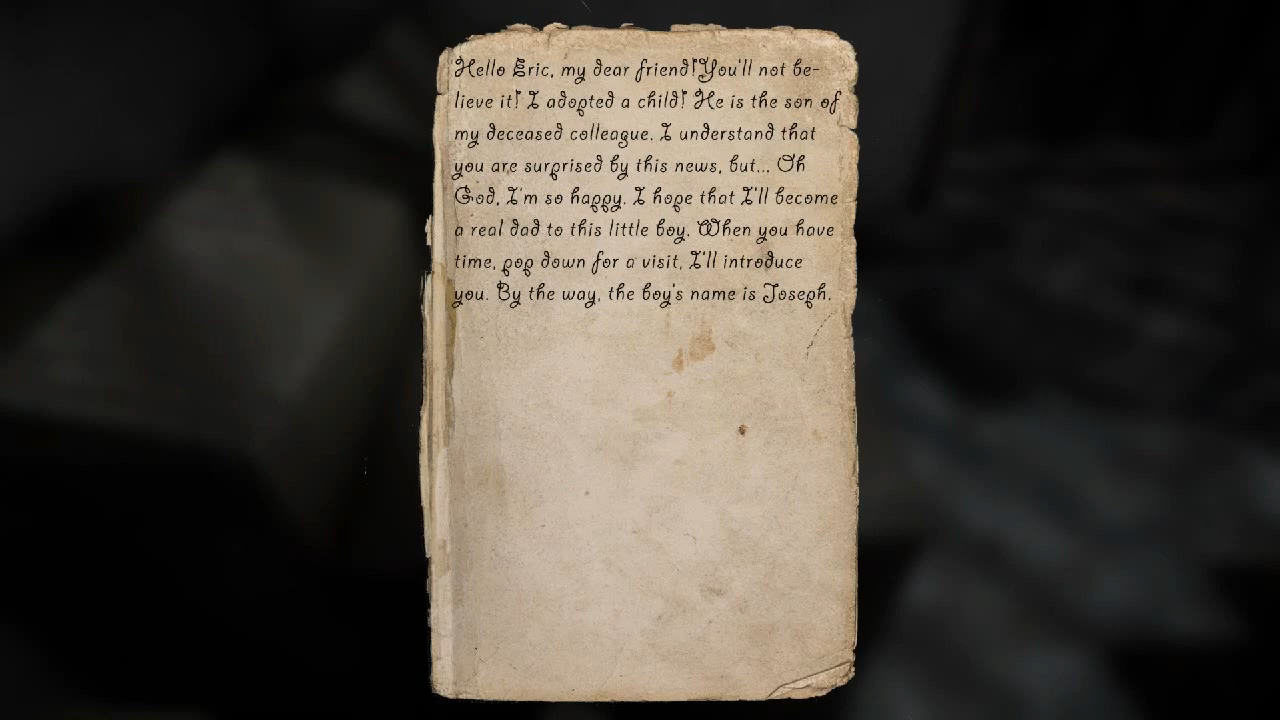 Hello Eric, my dear friend! You'll not be-
lieve it! I adopted a child! He is the son of
my deceased colleague. I understand that
you are surprised by this news, but... Oh
God, I'm so happy. I hope that I'll become
a real dad to this little boy. When you have
time, pop down for a visit, I'll introduce
you. By the way, the boy's name is Joseph.